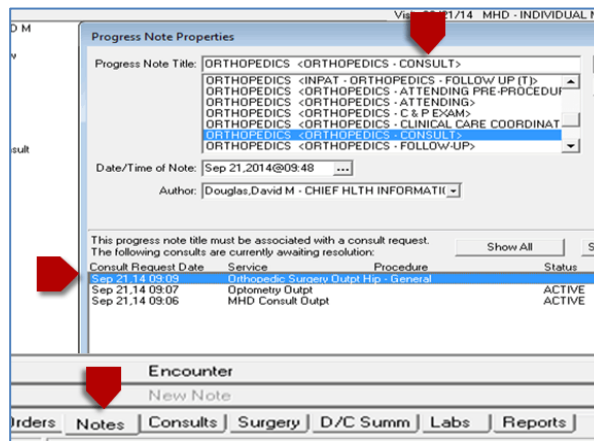 Visit 09/21/14 MHD - INDIVIDUAL
D M
Progress Note Properties
Progress Note Title: ORTHOPEDICS <ORTHOPEDICS - CONSULT>
ORTHOPEDICS <INPAT - ORTHOPEDICS - FOLLOW UP (T)>
ORTHOPEDICS <ORTHOPEDICS - ATTENDING PRE-PROCEDUR
ORTHOPEDICS <ORTHOPEDICS - ATTENDING>
ORTHOPEDICS <ORTHOPEDICS - C & P EXAM>
ORTHOPEDICS <ORTHOPEDICS - CLINICAL CARE COORDINAT
ORTHOPEDICS <ORTHOPEDICS - CONSULT>
ORTHOPEDICS <ORTHOPEDICS - FOLLOW-UP>
sult
Date/Time of Note: Sep 21,2014@09:48 ...
Author: Douglas,David M - CHIEF HLTH INFORMATI(
This progress note title must be associated with a consult request.
The following consults are currently awaiting resolution:
Show All
S
Consult Request Date Service Procedure Status
Sep 21,14 09:09 Orthopedic Surgery Outpt Hip - General
Sep 21,14 09:07 Optometry Outpt ACTIVE
Sep 21,14 09:06 MHD Consult Outpt ACTIVE
Encounter
New Note
Orders Notes Consults Surgery D/C Summ Labs Reports